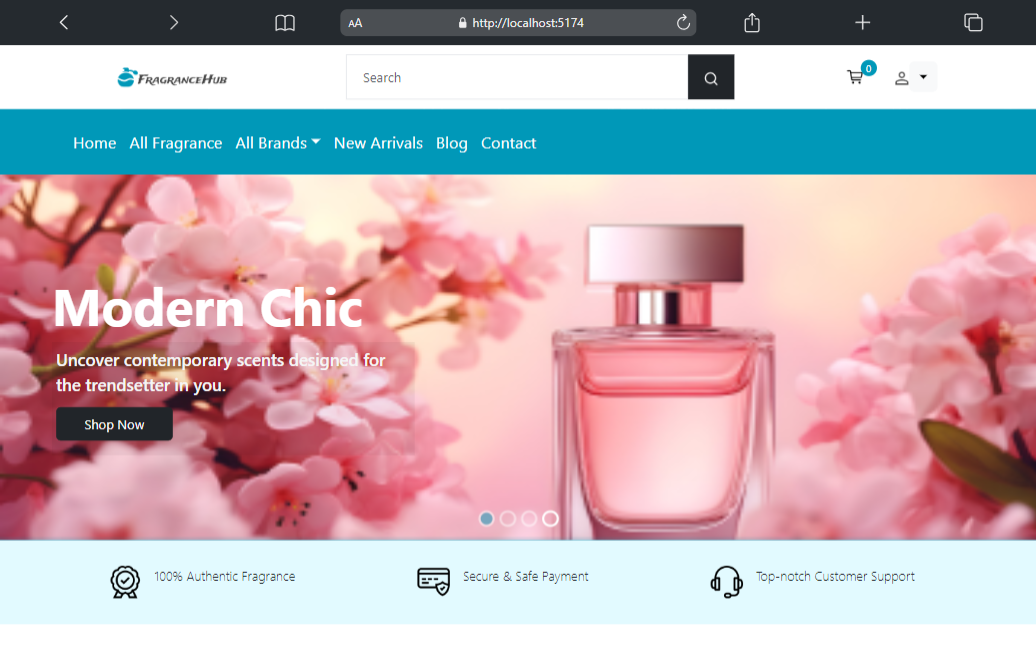 AA
http://localhost:5174
FRAGRANCEHUB
Search
0
Home All Fragrance All Brands New Arrivals Blog Contact
Modern Chic
Uncover contemporary scents designed for
the trendsetter in you.
Shop Now
100% Authentic Fragrance
Secure & Safe Payment
Top-notch Customer Support